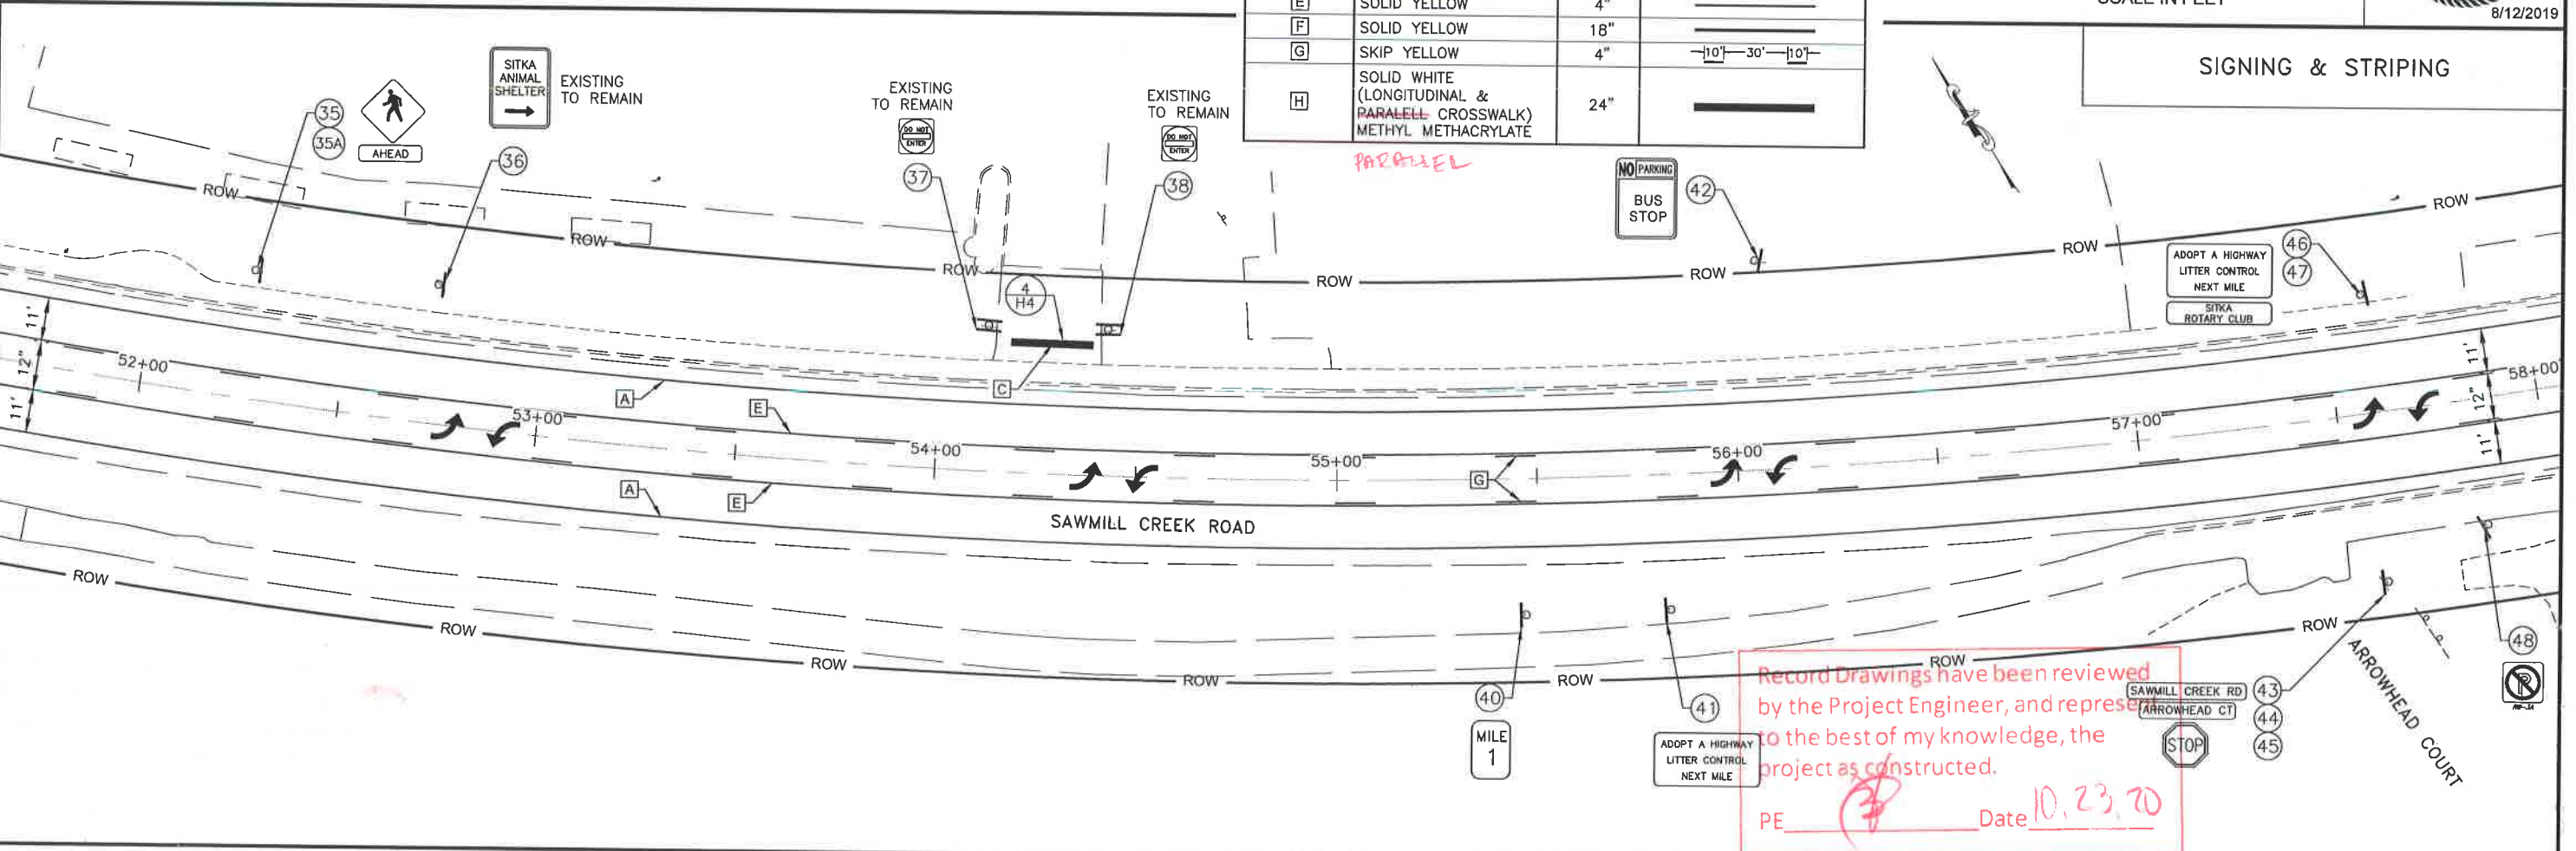 E SOLID YELLOW 4"
F SOLID YELLOW 18"
G SKIP YELLOW 4" 10' 30' 10'
SOLID WHITE
(LONGITUDINAL &
H PARALELL CROSSWALK) 24"
METHYL METHACRYLATE
PARALLEL
SCALE IN FEET
8/12/2019
SIGNING & STRIPING
35
35A
AHEAD
SITKA
ANIMAL
SHELTER
EXISTING
TO REMAIN
36
EXISTING
TO REMAIN
DO NOT
ENTER
37
EXISTING
TO REMAIN
DO NOT
ENTER
38
4
H4
NO PARKING
BUS
STOP
42
ADOPT A HIGHWAY
LITTER CONTROL
NEXT MILE
SITKA
ROTARY CLUB
46
47
ROW
ROW
ROW
ROW
ROW
ROW
ROW
11'
12"
11'
52+00
53+00
54+00
55+00
56+00
57+00
58+00
11'
12"
11'
A
E
C
G
A
E
SAWMILL CREEK ROAD
ROW
ROW
ROW
ROW
ROW
ROW
ROW
40
MILE
1
41
ADOPT A HIGHWAY
LITTER CONTROL
NEXT MILE
SAWMILL CREEK RD
ARROWHEAD CT
STOP
43
44
45
ARROWHEAD COURT
48
P
Record Drawings have been reviewed
by the Project Engineer, and represent
to the best of my knowledge, the
project as constructed.
PE Date 10.23.20